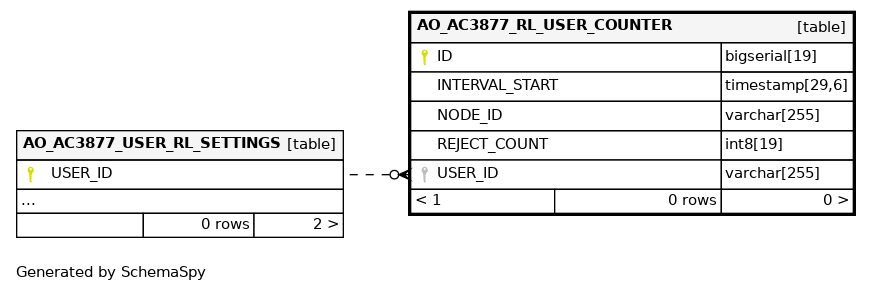 AO_AC3877_RL_USER_COUNTER [table]
ID bigserial[19]
INTERVAL_START timestamp[29,6]
NODE_ID varchar[255]
REJECT_COUNT int8[19]
USER_ID varchar[255]
< 1 0 rows 0 >
AO_AC3877_USER_RL_SETTINGS [table]
USER_ID
...
0 rows 2 >
Generated by SchemaSpy